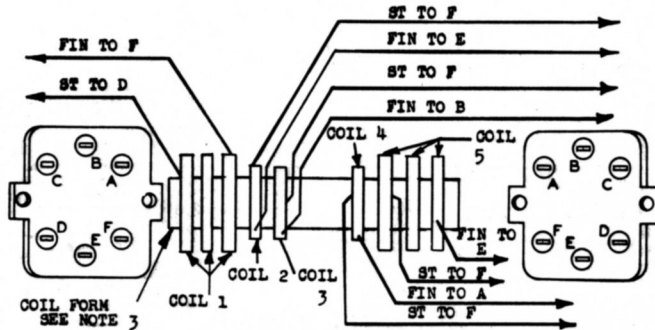 ST TO F
FIN TO F
FIN TO E
ST TO D
ST TO F
FIN TO B
COIL 4
COIL 5
B
C
A
D
F
E
B
A
C
F
D
E
COIL FORM
SEE NOTE 3
COIL 1
COIL 2
COIL 3
FIN TO E
ST TO F
FIN TO A
ST TO F